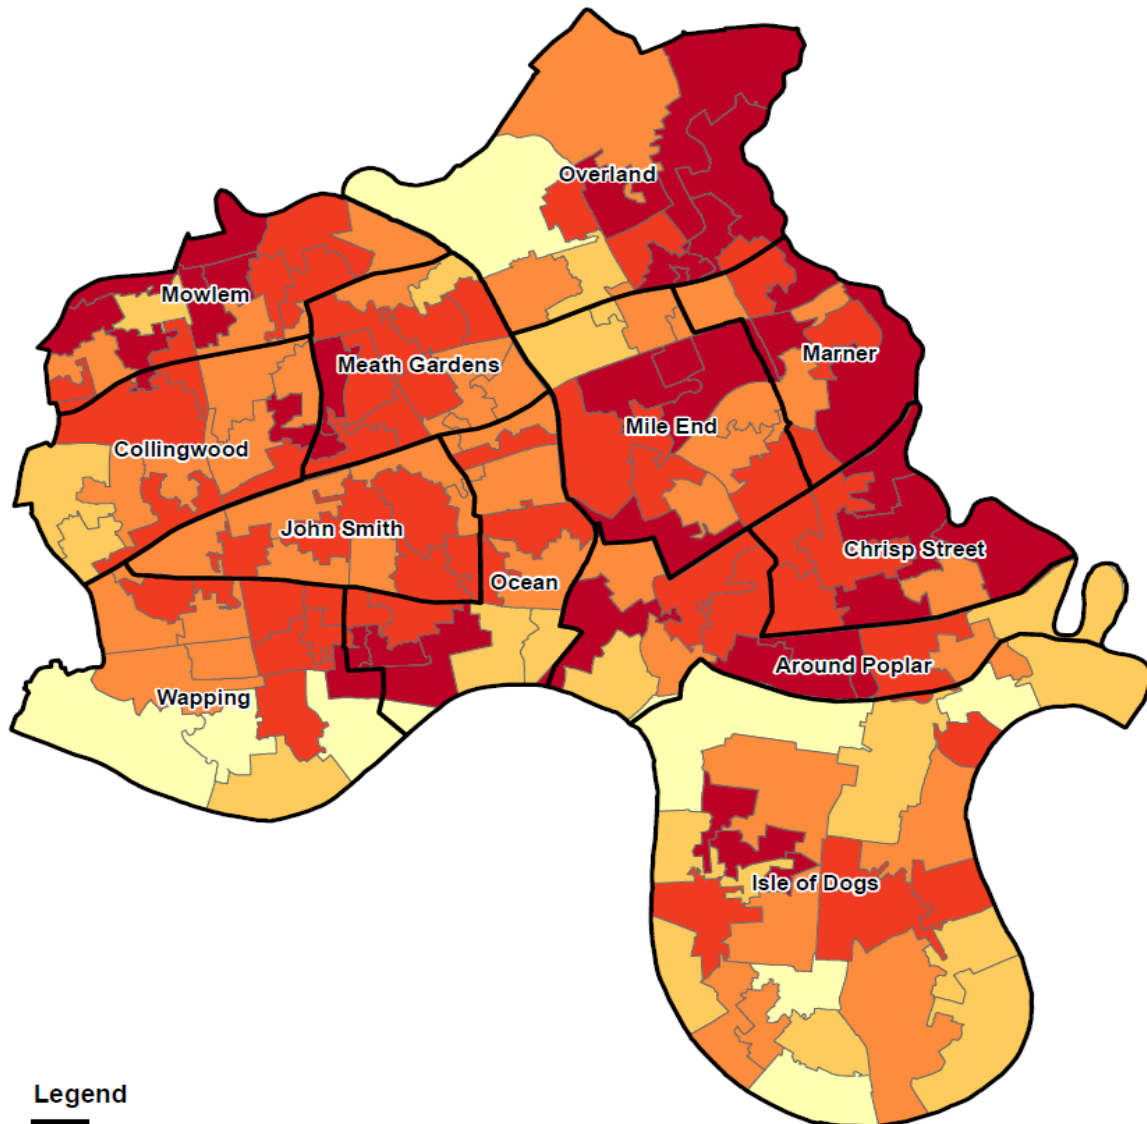 Overland
Mowlem
Marner
Meath Gardens
Mile End
Collingwood
John Smith
Chrisp Street
Ocean
Around Poplar
Wapping
Isle of Dogs
Legend